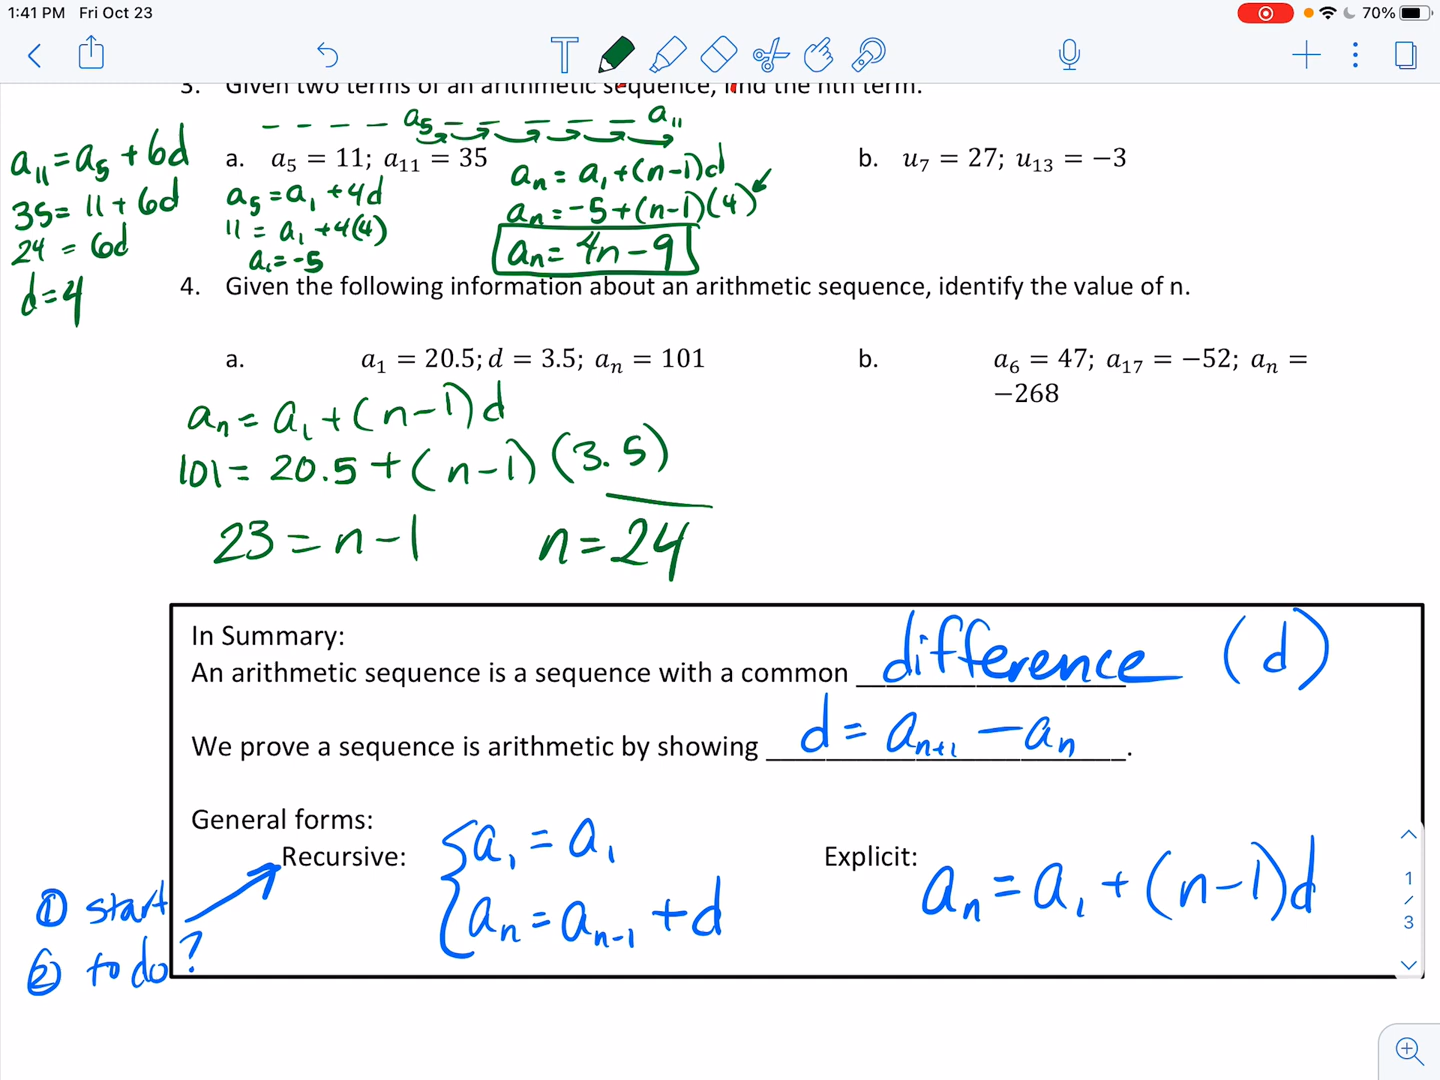 1:41 PM Fri Oct 23
70%
3. Given two terms of an arithmetic sequence, find the nth term.
_ _ _ _ a₅ _ _ _ _ _ a₁₁
a. a₅ = 11; a₁₁ = 35
b. u₇ = 27; u₁₃ = −3
a₁₁ = a₅ + 6d
35 = 11 + 6d
24 = 6d
d = 4
a₅ = a₁ + 4d
11 = a₁ + 4(4)
a₁ = -5
aₙ = a₁ + (n-1)d
aₙ = -5 + (n-1)(4)
aₙ = 4n - 9
4. Given the following information about an arithmetic sequence, identify the value of n.
a. a₁ = 20.5; d = 3.5; aₙ = 101
b. a₆ = 47; a₁₇ = −52; aₙ =
−268
aₙ = a₁ + (n-1)d
101 = 20.5 + (n-1)(3.5)
23 = n-1 n = 24
In Summary:
An arithmetic sequence is a sequence with a common difference (d)
We prove a sequence is arithmetic by showing d = aₙ₊₁ - aₙ.
General forms:
Recursive: { a₁ = a₁
aₙ = aₙ₋₁ + d
Explicit: aₙ = a₁ + (n-1)d
① start
② to do?
1
/
3